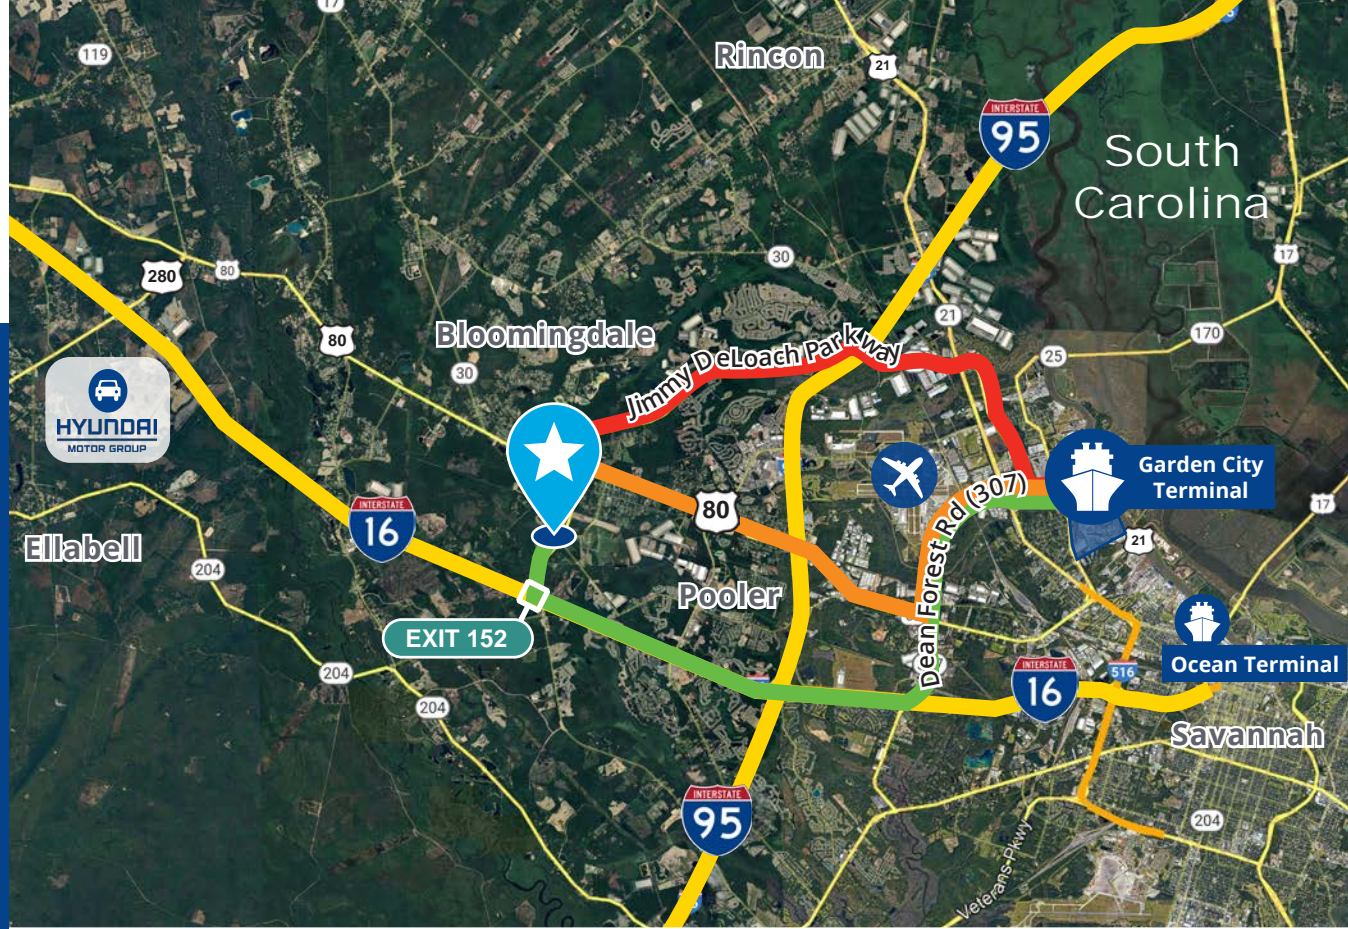 17
119
Rincon
21
INTERSTATE
95
South
Carolina
280
80
30
17
80
Bloomingdale
30
Jimmy DeLoach Parkway
21
25
170
HYUNDAI
MOTOR GROUP
Garden City
Terminal
80
Dean Forest Rd (307)
17
INTERSTATE
16
Ellabell
204
21
Pooler
EXIT 152
Ocean Terminal
204
INTERSTATE
16
516
204
Savannah
INTERSTATE
95
204
Veterans Pkwy